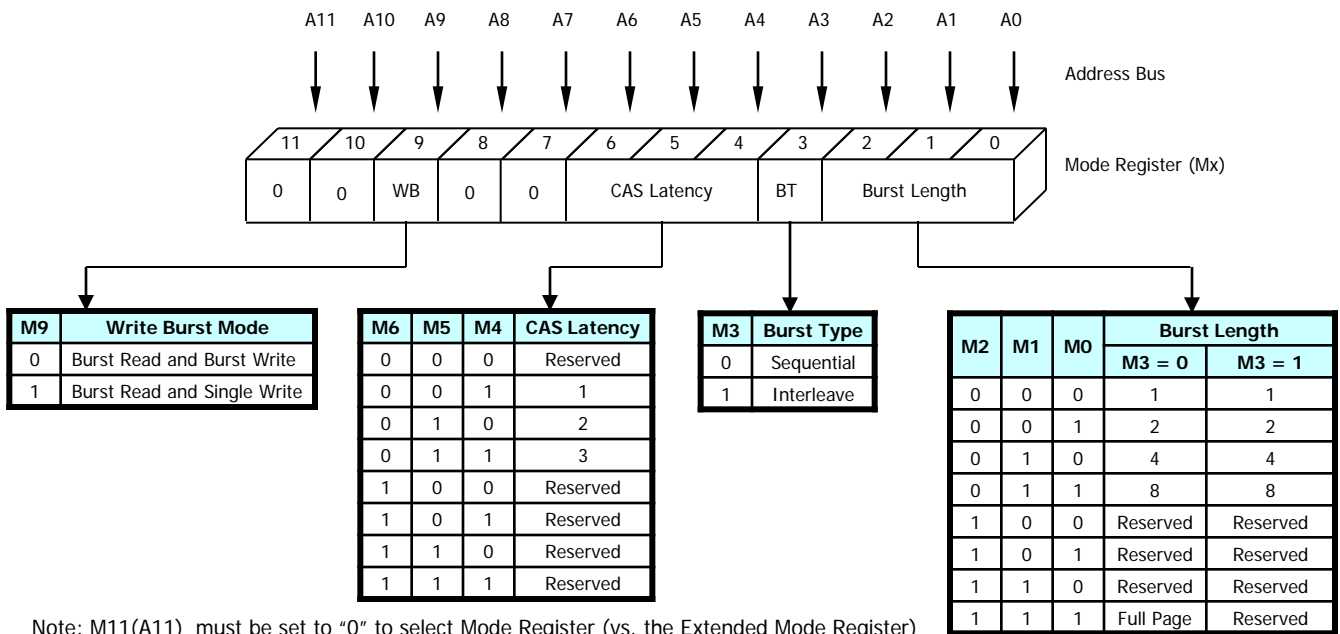 A11 A10 A9 A8 A7 A6 A5 A4 A3 A2 A1 A0
Address Bus
11 10 9 8 7 6 5 4 3 2 1 0
Mode Register (Mx)
0 0 WB 0 0 CAS Latency BT Burst Length
M9 Write Burst Mode
0 Burst Read and Burst Write
1 Burst Read and Single Write
M6 M5 M4 CAS Latency
0 0 0 Reserved
0 0 1 1
0 1 0 2
0 1 1 3
1 0 0 Reserved
1 0 1 Reserved
1 1 0 Reserved
1 1 1 Reserved
M3 Burst Type
0 Sequential
1 Interleave
M2 M1 M0 Burst Length
M3 = 0 M3 = 1
0 0 0 1 1
0 0 1 2 2
0 1 0 4 4
0 1 1 8 8
1 0 0 Reserved Reserved
1 0 1 Reserved Reserved
1 1 0 Reserved Reserved
1 1 1 Full Page Reserved
Note: M11(A11) must be set to “0” to select Mode Register (vs. the Extended Mode Register)